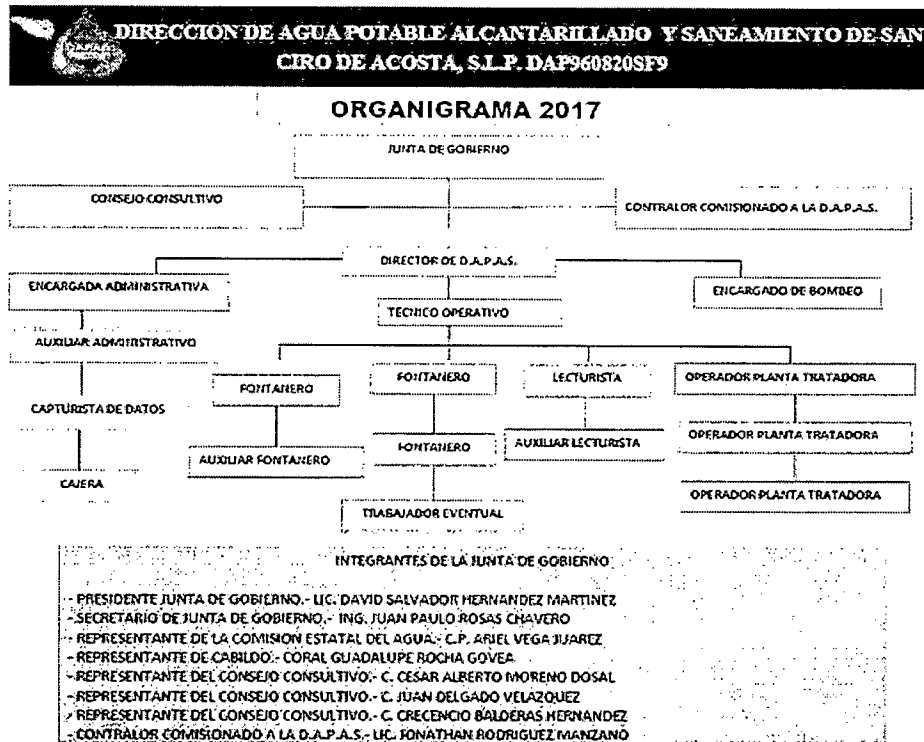 DIRECCION DE AGUA POTABLE ALCANTARILLADO Y SANEAMIENTO DE SAN
CIRO DE ACOSTA, S.L.P. DAP960820SF9
ORGANIGRAMA 2017
JUNTA DE GOBIERNO
CONSEJO CONSULTIVO
CONTRALOR COMISIONADO A LA D.A.P.A.S.
DIRECTOR DE D.A.P.A.S.
ENCARGADA ADMINISTRATIVA
ENCARGADO DE BOMBEO
TECNICO OPERATIVO
AUXILIAR ADMINISTRATIVO
FONTANERO
FONTANERO
LECTURISTA
OPERADOR PLANTA TRATADORA
CAPTURISTA DE DATOS
AUXILIAR FONTANERO
FONTANERO
AUXILIAR LECTURISTA
OPERADOR PLANTA TRATADORA
CAJERA
TRABAJADOR EVENTUAL
OPERADOR PLANTA TRATADORA
INTEGRANTES DE LA JUNTA DE GOBIERNO
- PRESIDENTE JUNTA DE GOBIERNO.- LIC. DAVID SALVADOR HERNANDEZ MARTINEZ
- SECRETARIO DE JUNTA DE GOBIERNO.- ING. JUAN PAULO ROSAS CHAVERO
- REPRESENTANTE DE LA COMISION ESTATAL DEL AGUA.- C.P. ARIEL VEGA JUAREZ
- REPRESENTANTE DE CABILDO.- CORAL GUADALUPE ROCHA GOVEA
- REPRESENTANTE DEL CONSEJO CONSULTIVO.- C. CESAR ALBERTO MORENO DOSAL
- REPRESENTANTE DEL CONSEJO CONSULTIVO.- C. JUAN DELGADO VELAZQUEZ
- REPRESENTANTE DEL CONSEJO CONSULTIVO.- C. CRECENCIO BALDERAS HERNANDEZ
- CONTRALOR COMISIONADO A LA D.A.P.A.S.- LIC. JONATHAN RODRIGUEZ MANZANO